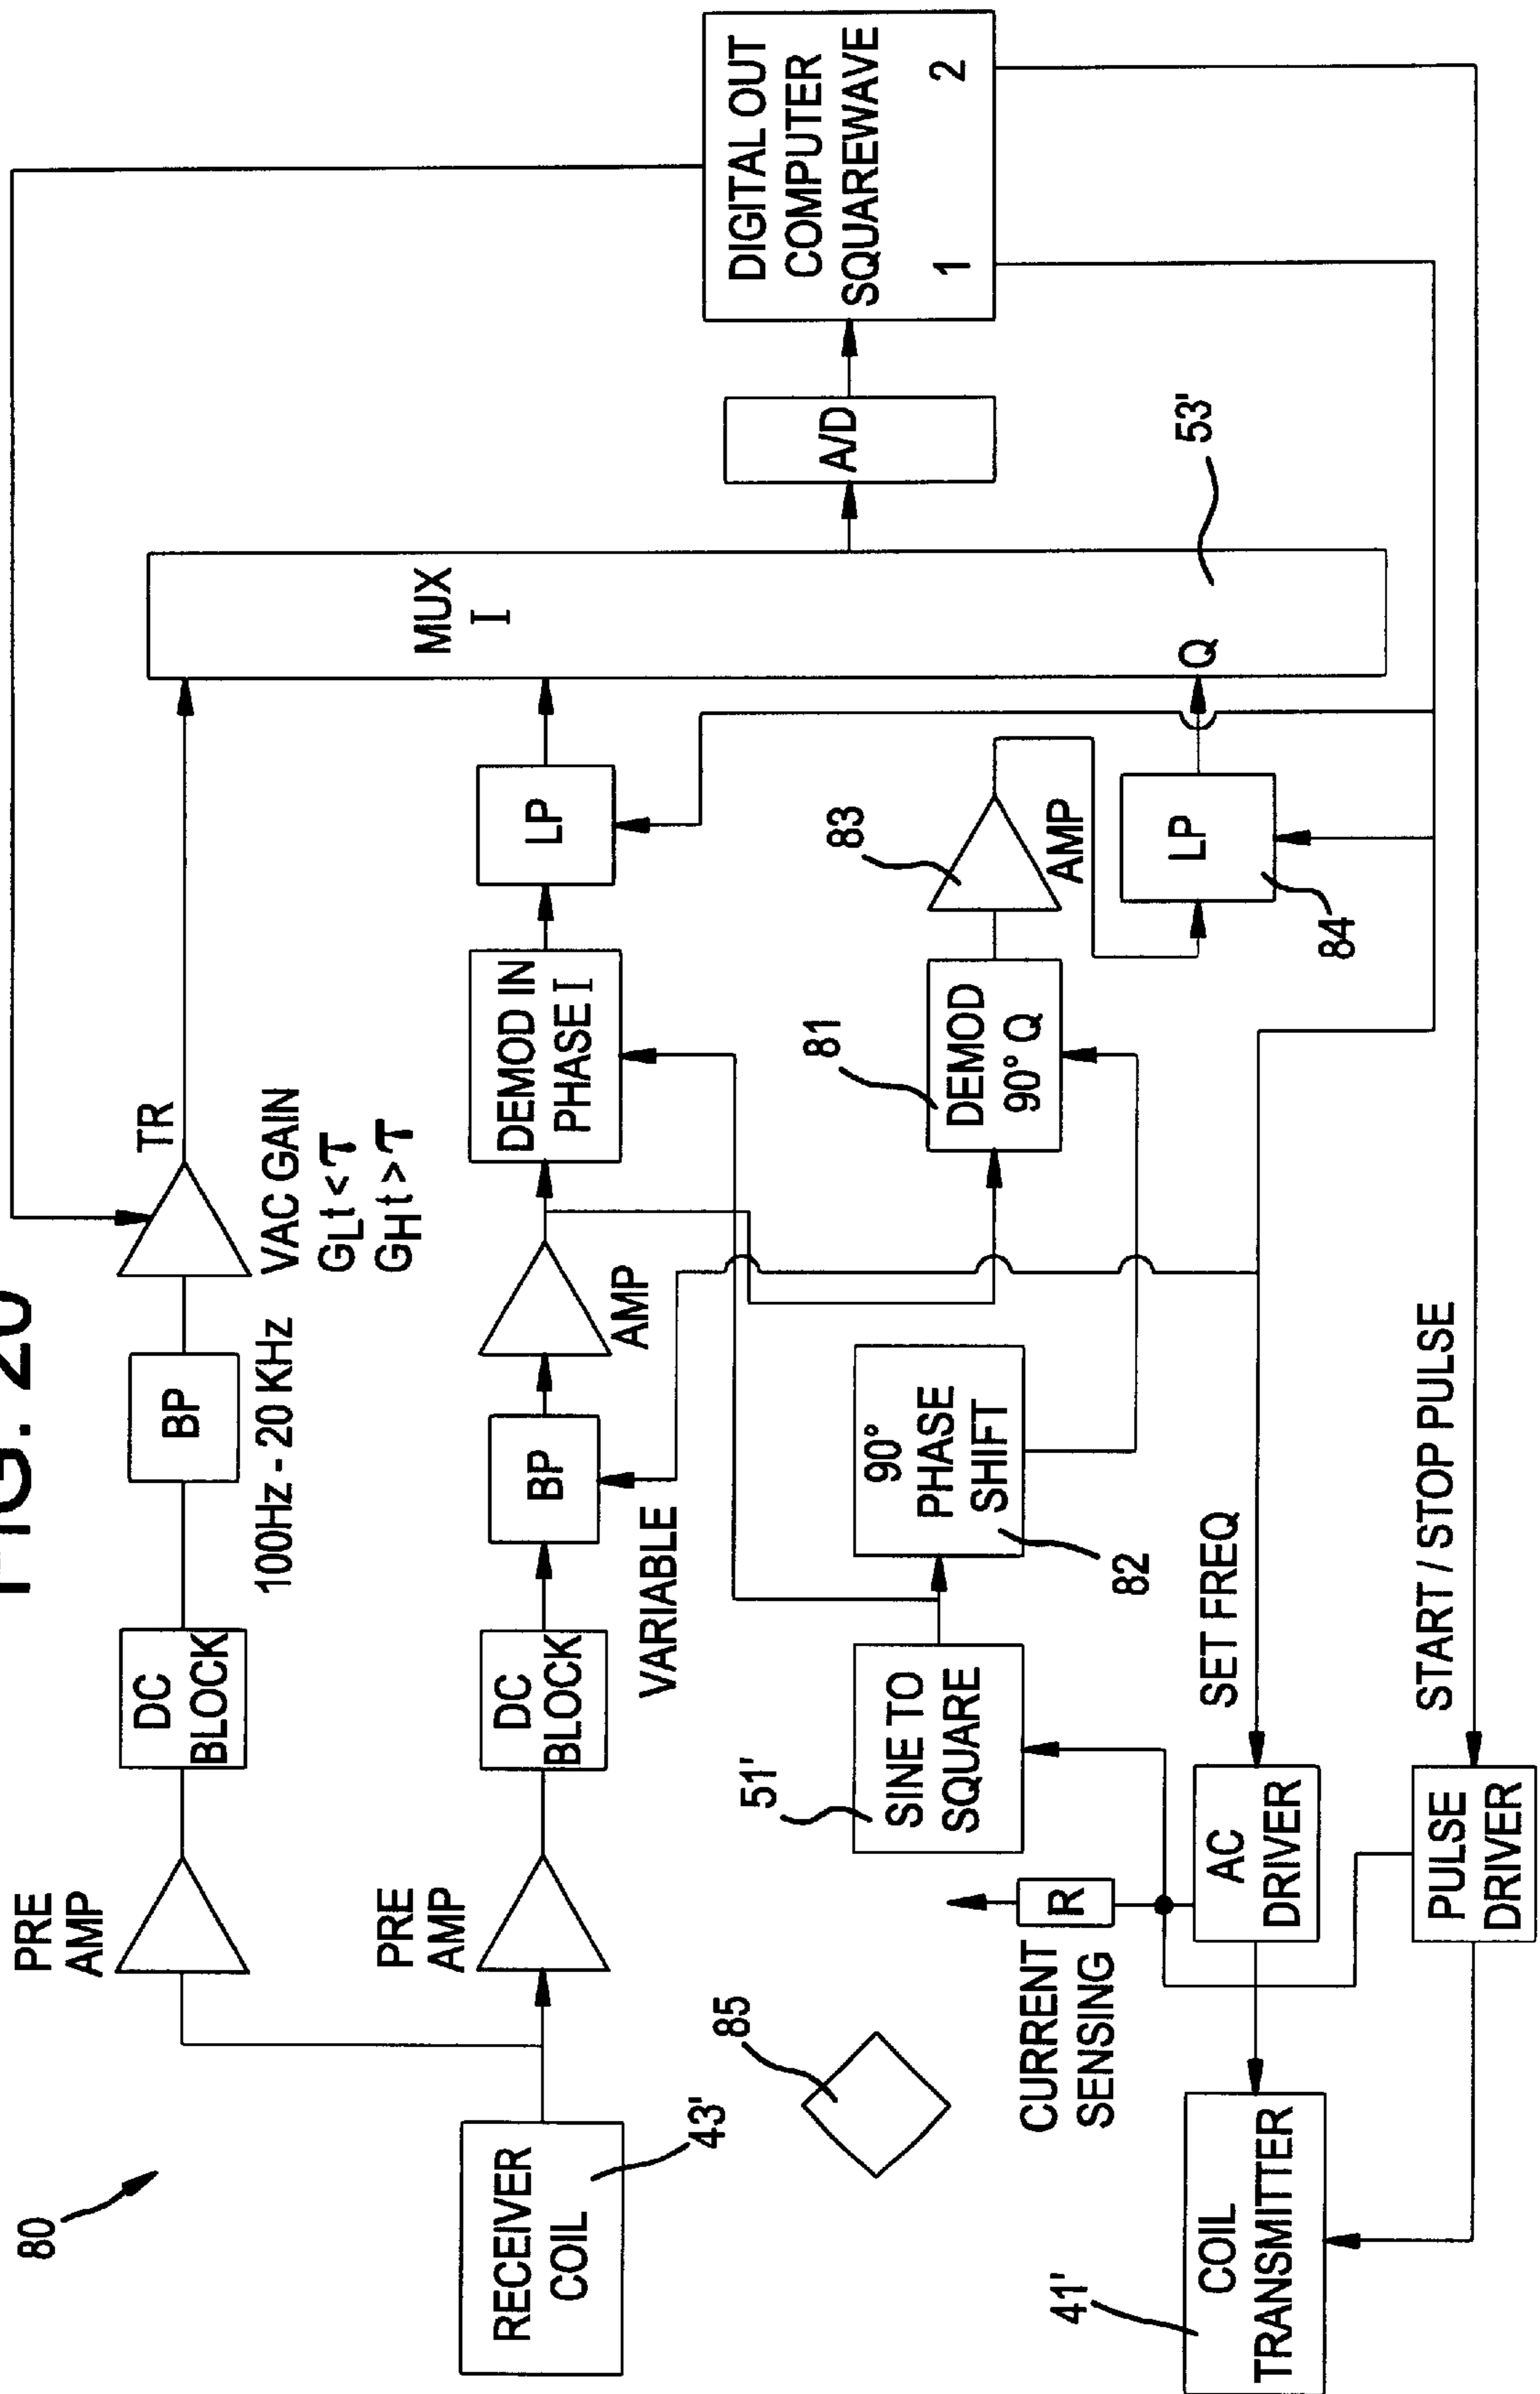 FIG. 20
80
PRE
AMP
DC
BLOCK
BP
100Hz - 20 KHz
TR
VAC GAIN
GLt < τ
GHt > τ
RECEIVER
COIL
43'
PRE
AMP
DC
BLOCK
BP
VARIABLE
AMP
DEMOD IN
PHASE I
LP
MUX
I
Q
53'
A/D
DIGITAL OUT
COMPUTER
SQUAREWAVE
1
2
85
51'
SINE TO
SQUARE
90°
PHASE
SHIFT
82
81
DEMOD
90° Q
83
AMP
LP
84
CURRENT
SENSING
R
SET FREQ
AC
DRIVER
41'
COIL
TRANSMITTER
START / STOP PULSE
PULSE
DRIVER